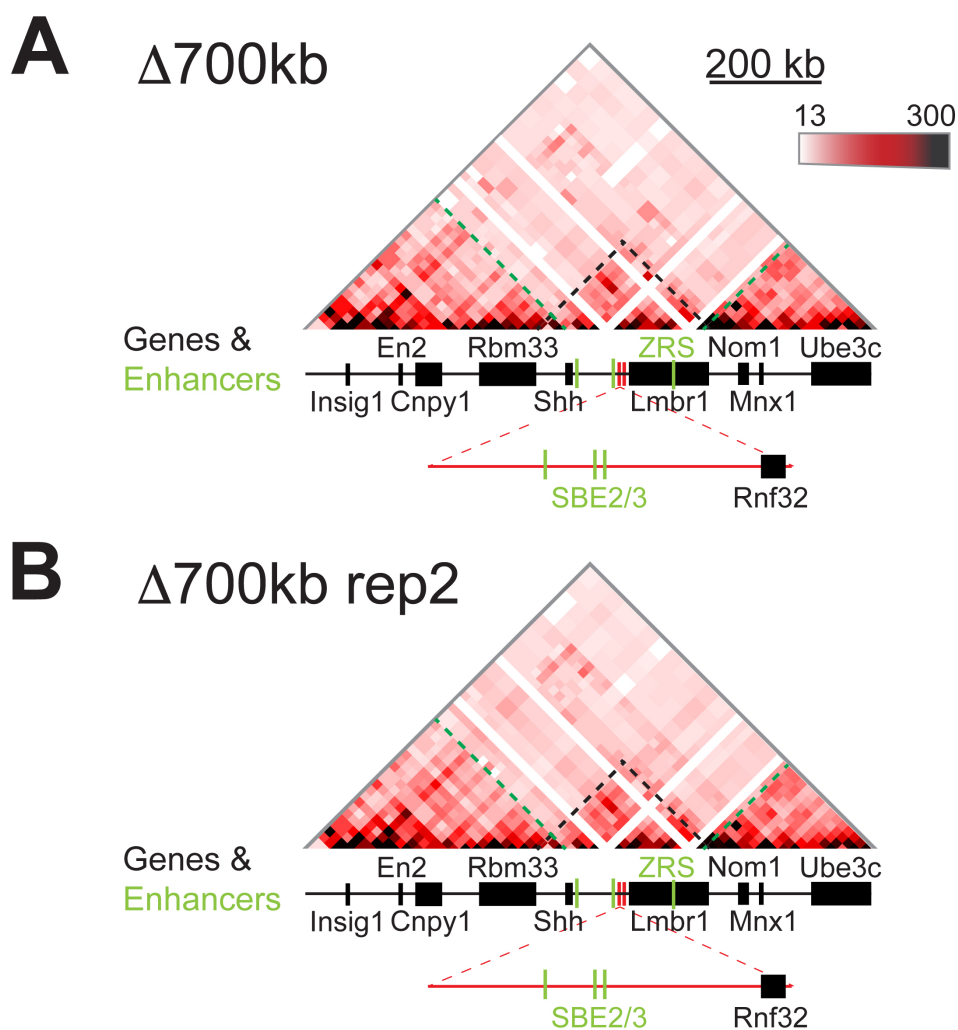 A
Δ700kb
200 kb
13 300
Genes &
Enhancers
En2 Rbm33 ZRS Nom1 Ube3c
Insig1 Cnpy1 Shh Lmbr1 Mnx1
SBE2/3 Rnf32
B
Δ700kb rep2
Genes &
Enhancers
En2 Rbm33 ZRS Nom1 Ube3c
Insig1 Cnpy1 Shh Lmbr1 Mnx1
SBE2/3 Rnf32